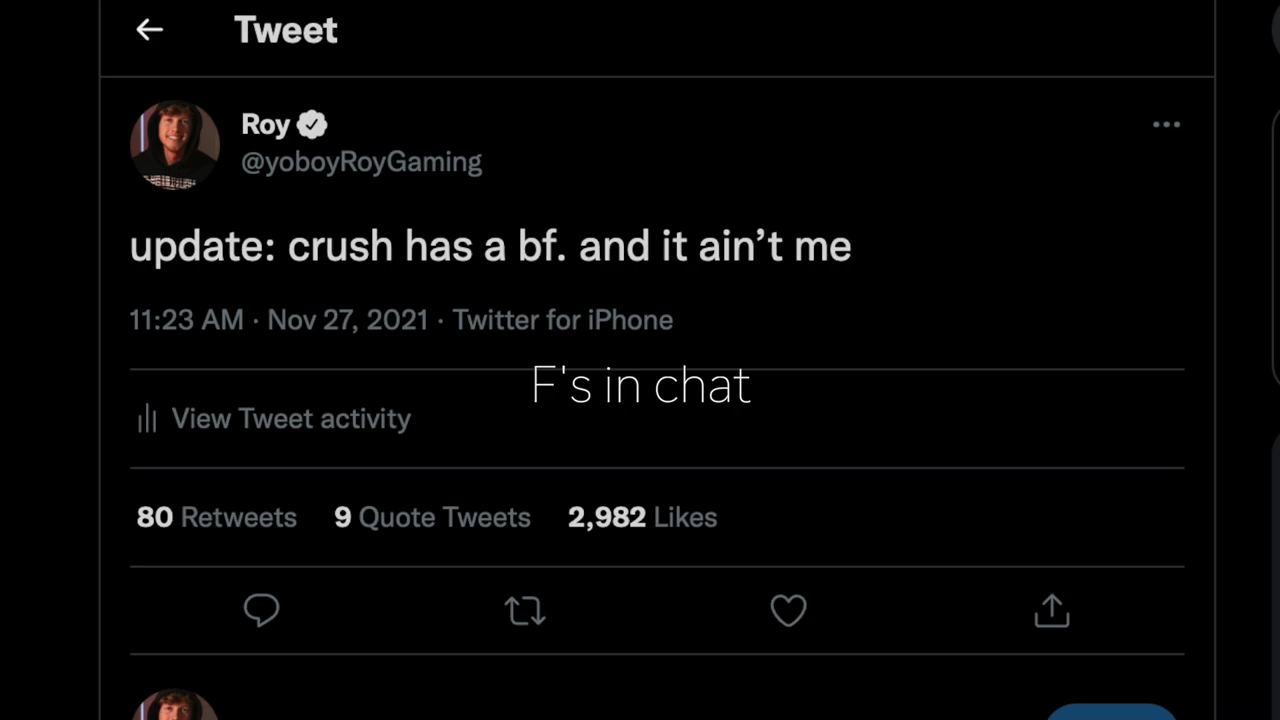 Tweet
Roy
@yoboyRoyGaming
update: crush has a bf. and it ain’t me
11:23 AM · Nov 27, 2021 · Twitter for iPhone
F's in chat
View Tweet activity
80 Retweets 9 Quote Tweets 2,982 Likes